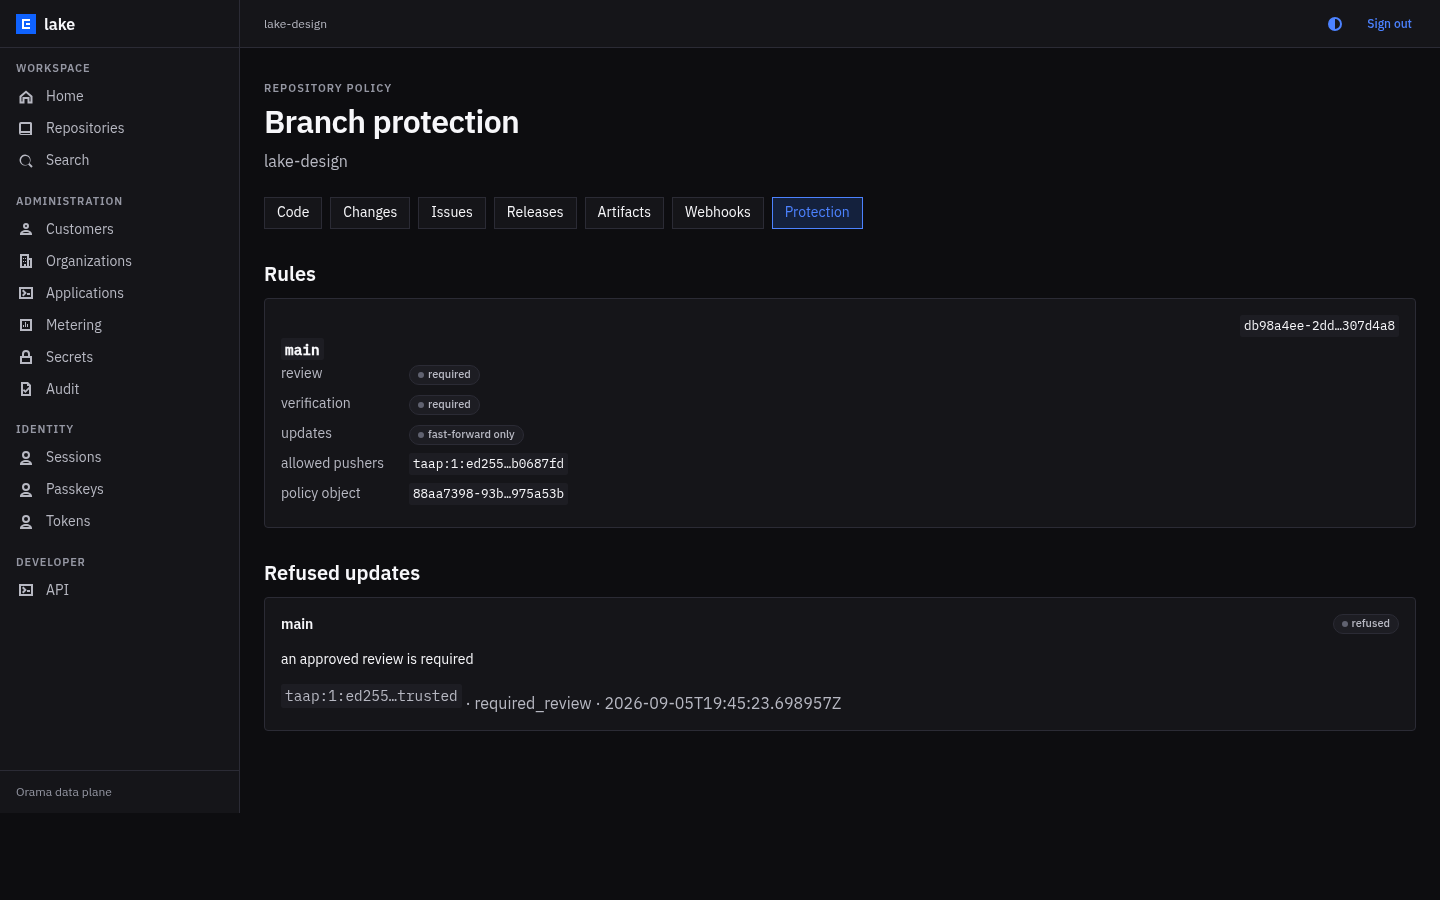 lake
lake-design
Sign out
WORKSPACE
Home
Repositories
Search
ADMINISTRATION
Customers
Organizations
Applications
Metering
Secrets
Audit
IDENTITY
Sessions
Passkeys
Tokens
DEVELOPER
API
Orama data plane
REPOSITORY POLICY
Branch protection
lake-design
Code Changes Issues Releases Artifacts Webhooks Protection
Rules
db98a4ee-2dd…307d4a8
main
review required
verification required
updates fast-forward only
allowed pushers taap:1:ed255…b0687fd
policy object 88aa7398-93b…975a53b
Refused updates
main refused
an approved review is required
taap:1:ed255…trusted · required_review · 2026-09-05T19:45:23.698957Z